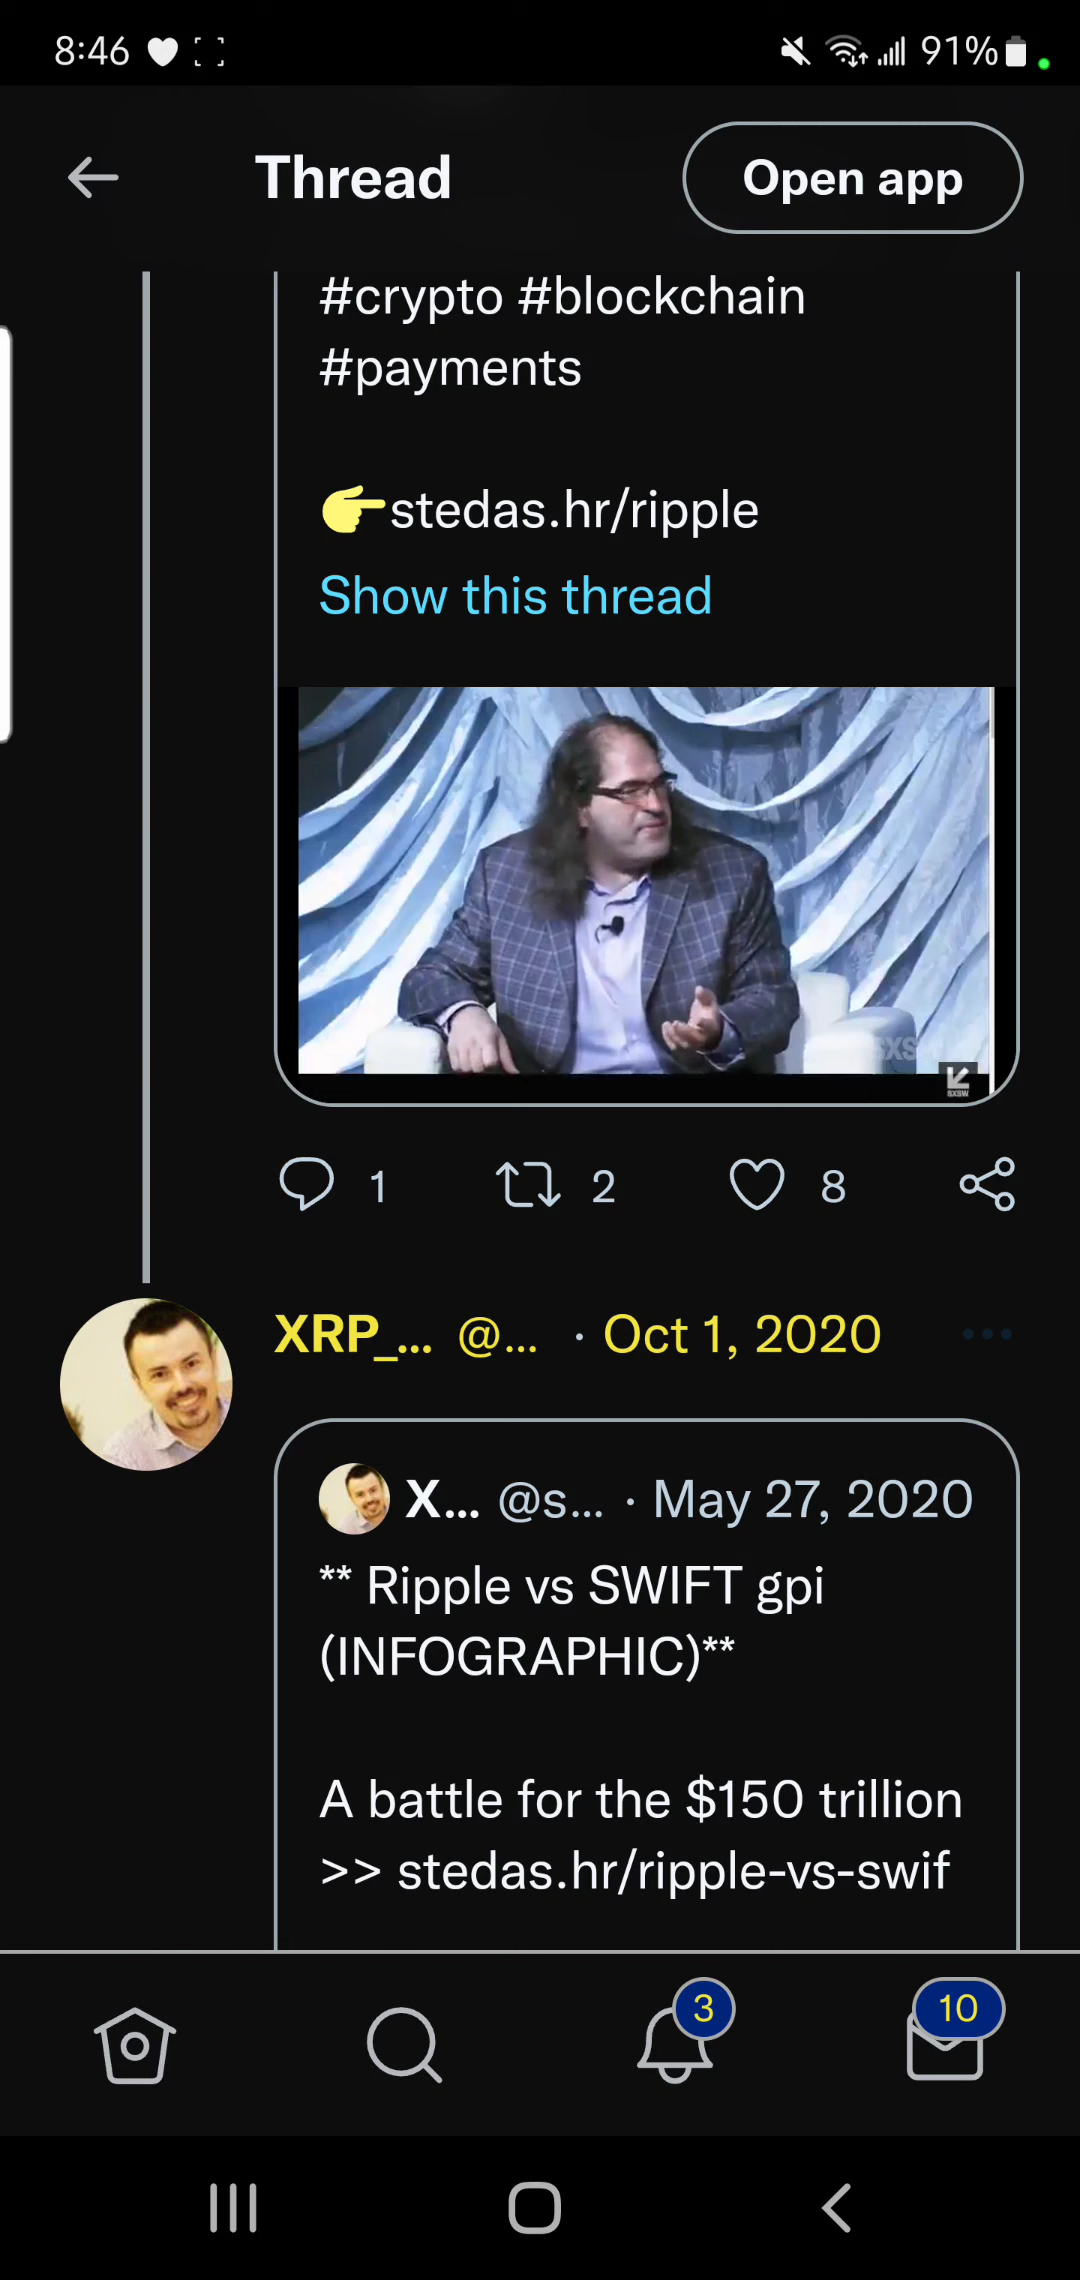 8:46 91%
Thread Open app
#crypto #blockchain
#payments
👉stedas.hr/ripple
Show this thread
SXS
SXSW
1 2 8
XRP_... @... · Oct 1, 2020
X... @s... · May 27, 2020
** Ripple vs SWIFT gpi
(INFOGRAPHIC)**
A battle for the $150 trillion
>> stedas.hr/ripple-vs-swif
3 10